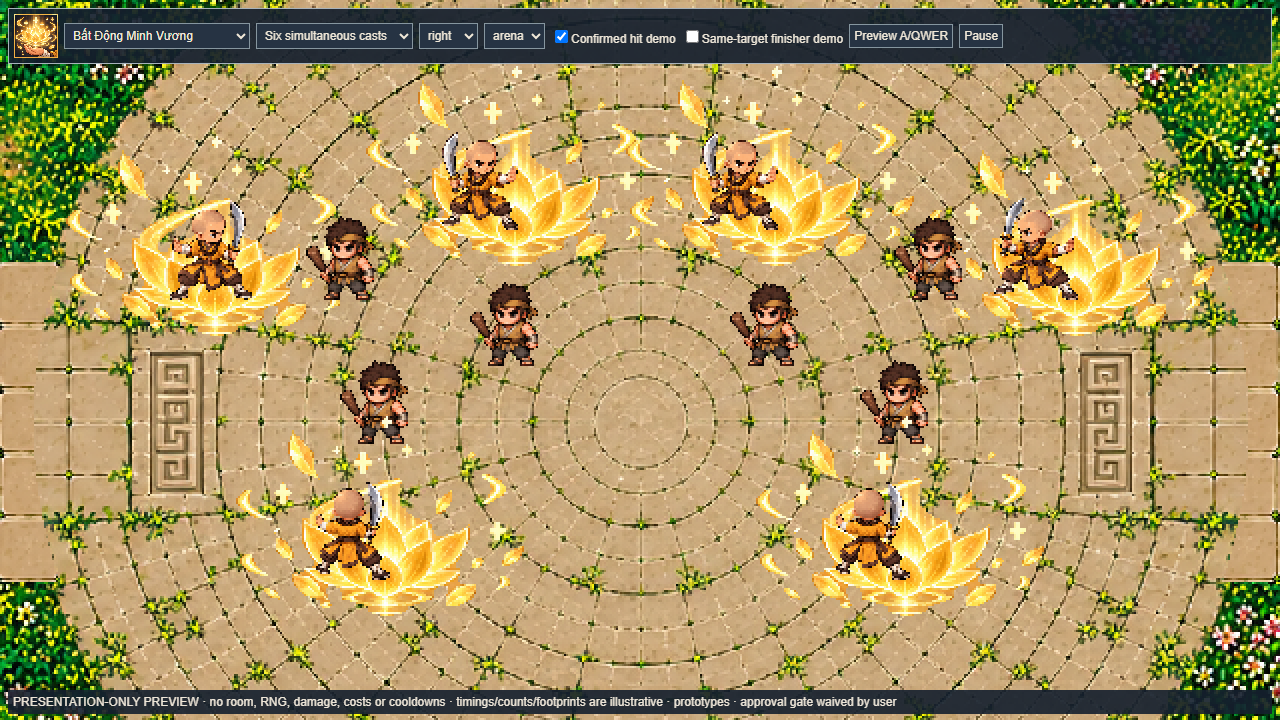 Bất Động Minh Vương Six simultaneous casts right arena Confirmed hit demo Same-target finisher demo Preview A/QWER Pause
PRESENTATION-ONLY PREVIEW · no room, RNG, damage, costs or cooldowns · timings/counts/footprints are illustrative · prototypes · approval gate waived by user